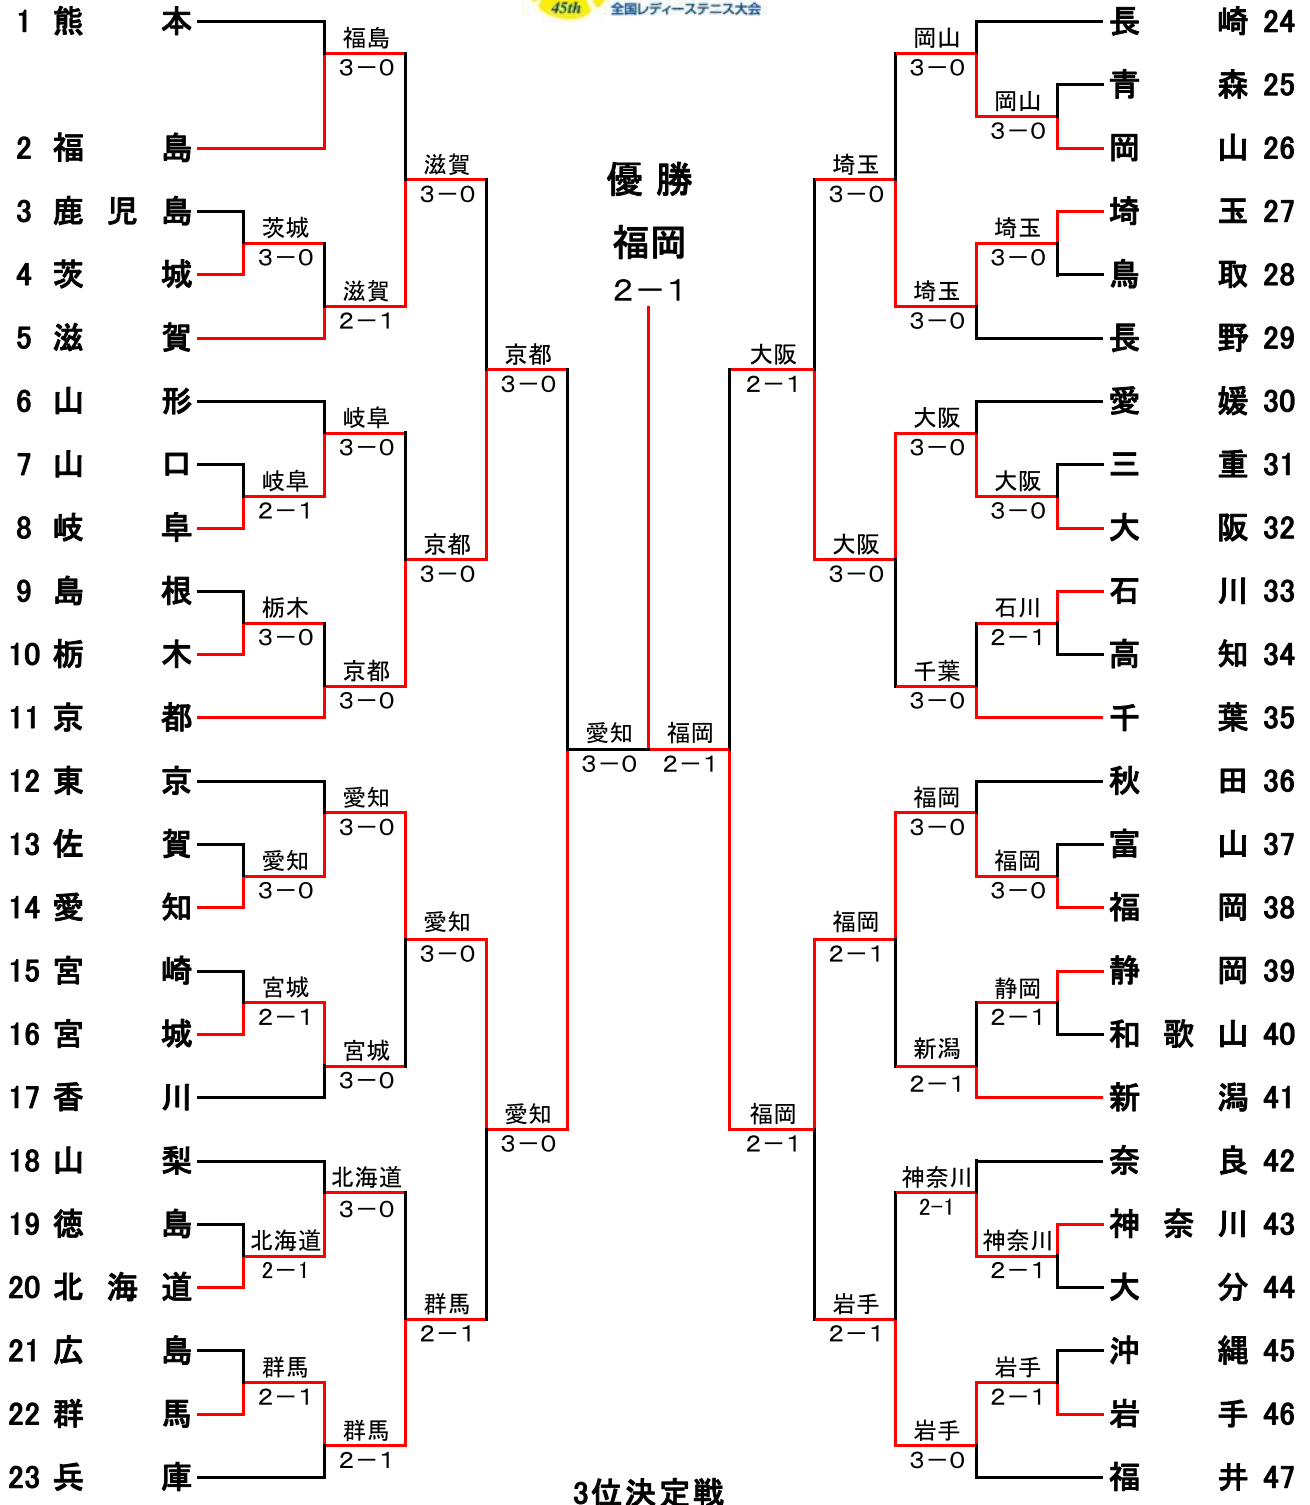 45th 全国レディーステニス大会
1 熊本
2 福島
3 鹿児島
4 茨城
5 滋賀
6 山形
7 山口
8 岐阜
9 島根
10 栃木
11 京都
12 東京
13 佐賀
14 愛知
15 宮崎
16 宮城
17 香川
18 山梨
19 徳島
20 北海道
21 広島
22 群馬
23 兵庫
茨城
3－0
岐阜
2－1
栃木
3－0
愛知
3－0
宮城
2－1
北海道
2－1
群馬
2－1
福島
3－0
滋賀
2－1
岐阜
3－0
京都
3－0
愛知
3－0
宮城
3－0
北海道
3－0
群馬
2－1
滋賀
3－0
京都
3－0
愛知
3－0
群馬
2－1
京都
3－0
愛知
3－0
愛知
3－0
優勝
福岡
2－1
福岡
2－1
大阪
2－1
福岡
2－1
埼玉
3－0
大阪
3－0
福岡
2－1
岩手
2－1
岡山
3－0
埼玉
3－0
大阪
3－0
千葉
3－0
福岡
3－0
新潟
2－1
神奈川
2-1
岩手
3－0
岡山
3－0
埼玉
3－0
大阪
3－0
石川
2－1
福岡
3－0
静岡
2－1
神奈川
2－1
岩手
2－1
長崎 24
青森 25
岡山 26
埼玉 27
鳥取 28
長野 29
愛媛 30
三重 31
大阪 32
石川 33
高知 34
千葉 35
秋田 36
富山 37
福岡 38
静岡 39
和歌山 40
新潟 41
奈良 42
神奈川 43
大分 44
沖縄 45
岩手 46
福井 47
3位決定戦